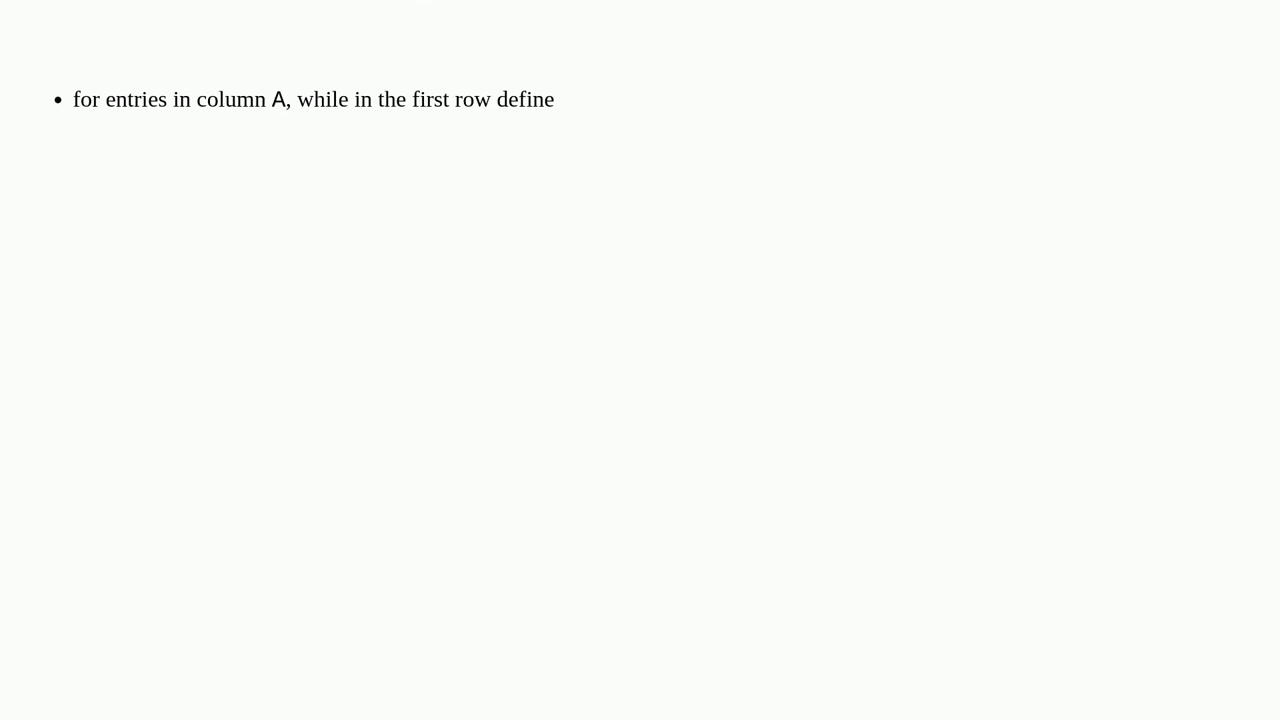 • for entries in column A, while in the first row define